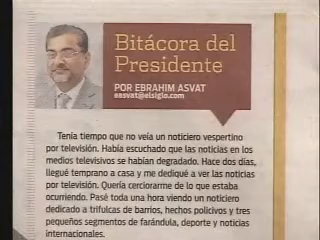 Bitácora del
Presidente
POR EBRAHIM ASVAT
easvat@elsiglo.com
Tenía tiempo que no veía un noticiero vespertino
por televisión. Había escuchado que las noticias en los
medios televisivos se habían degradado. Hace dos días,
llegué temprano a casa y me dediqué a ver las noticias
por televisión. Quería cerciorarme de lo que estaba
ocurriendo. Pasé toda una hora viendo un noticiero
dedicado a trifulcas de barrios, hechos policivos y tres
pequeños segmentos de farándula, deporte y noticias
internacionales.